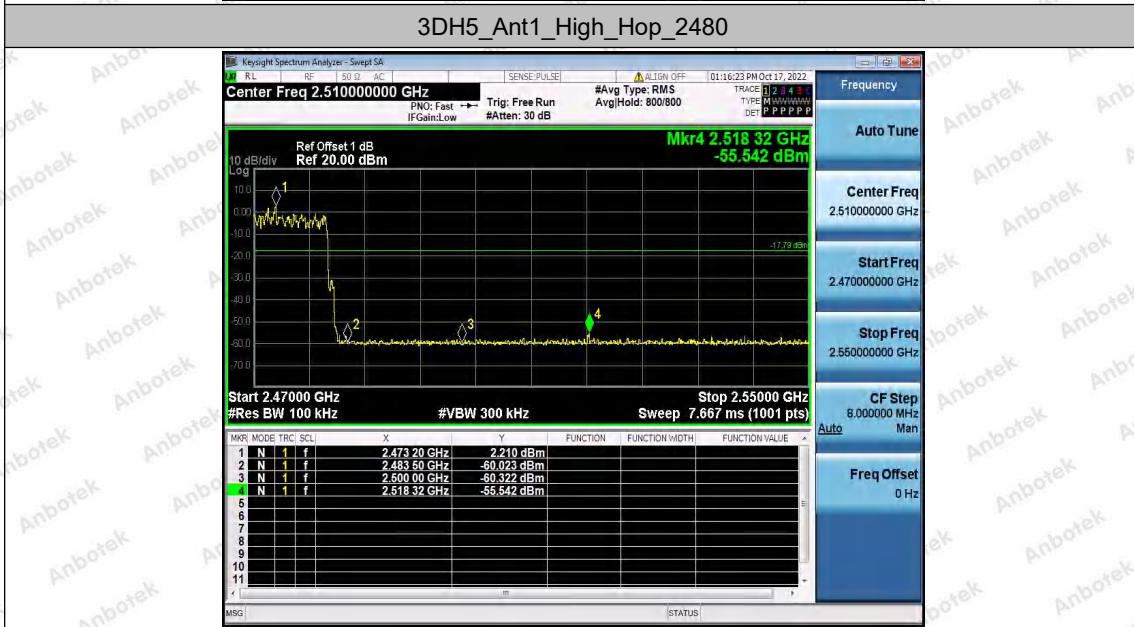 3DH5_Ant1_High_Hop_2480
Keysight Spectrum Analyzer - Swept SA
RL RF 50 Ω AC SENSE:PULSE ALIGN OFF 01:16:23 PM Oct 17, 2022
Center Freq 2.510000000 GHz
PNO: Fast
IFGain:Low
Trig: Free Run
#Atten: 30 dB
#Avg Type: RMS
Avg|Hold: 800/800
TRACE 1 2 3 4 5 6
TYPE M W W W W W
DET P P P P P P
Frequency
Mkr4 2.518 32 GHz
-55.542 dBm
10 dB/div
Log
Ref Offset 1 dB
Ref 20.00 dBm
10.0
0.00
-10.0
-20.0
-30.0
-40.0
-50.0
-60.0
-70.0
1
2
3
4
-17.79 dBm
Start 2.47000 GHz
Stop 2.55000 GHz
#Res BW 100 kHz
#VBW 300 kHz
Sweep 7.667 ms (1001 pts)
MKR MODE TRC SCL X Y FUNCTION FUNCTION WIDTH FUNCTION VALUE
1 N 1 f 2.473 20 GHz 2.210 dBm
2 N 1 f 2.483 50 GHz -60.023 dBm
3 N 1 f 2.500 00 GHz -60.322 dBm
4 N 1 f 2.518 32 GHz -55.542 dBm
5
6
7
8
9
10
11
MSG
STATUS
Auto Tune
Center Freq
2.510000000 GHz
Start Freq
2.470000000 GHz
Stop Freq
2.550000000 GHz
CF Step
8.000000 MHz
Auto Man
Freq Offset
0 Hz
Anbotek